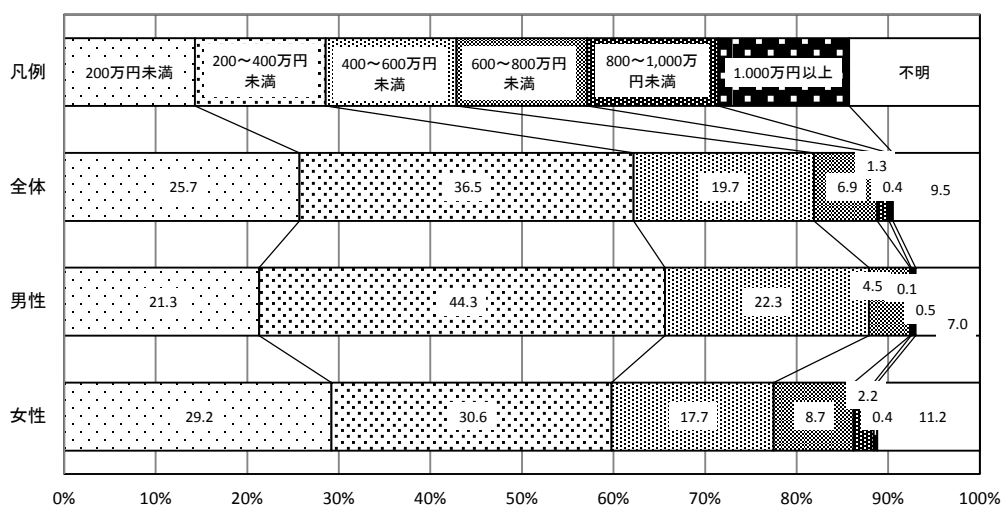 凡例
200万円未満
200～400万円
未満
400～600万円
未満
600～800万円
未満
800～1,000万
円未満
1.000万円以上
不明
全体
25.7
36.5
19.7
6.9
1.3
0.4
9.5
男性
21.3
44.3
22.3
4.5
0.1
0.5
7.0
女性
29.2
30.6
17.7
8.7
2.2
0.4
11.2
0%
10%
20%
30%
40%
50%
60%
70%
80%
90%
100%